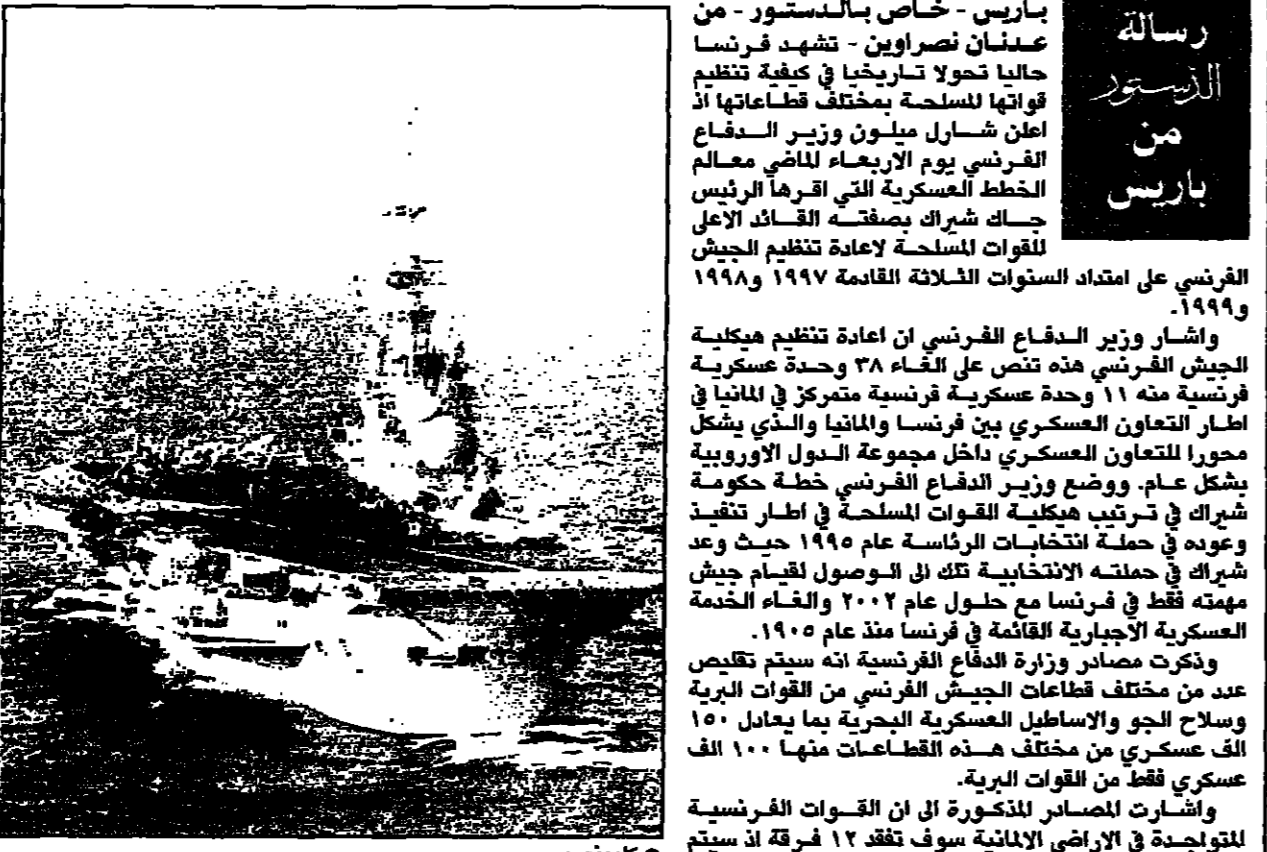 رسالة
الدستور
من
باريس
باريس - خاص بالدستور - من
عدنان نصراوين - تشهد فرنسا
حاليا تحولا تاريخيا في كيفية تنظيم
قواتها المسلحة بمختلف قطاعاتها اذ
اعلن شارل ميلون وزير الدفاع
الفرنسي يوم الاربعاء الماضي معالم
الخطط العسكرية التي اقرها الرئيس
جاك شيراك بصفته القائد الاعلى
للقوات المسلحة لاعادة تنظيم الجيش
الفرنسي على امتداد السنوات الثلاثة القادمة ١٩٩٧ و١٩٩٨
و١٩٩٩.
واشار وزير الدفاع الفرنسي ان اعادة تنظيم هيكلية
الجيش الفرنسي هذه تنص على الغاء ٣٨ وحدة عسكرية
فرنسية منه ١١ وحدة عسكرية فرنسية متمركز في المانيا في
اطار التعاون العسكري بين فرنسا والمانيا والذي يشكل
محورا للتعاون العسكري داخل مجموعة الدول الاوروبية
بشكل عام. ووضع وزير الدفاع الفرنسي خطة حكومة
شيراك في ترتيب هيكلية القوات المسلحة في اطار تنفيذ
وعوده في حملة انتخابات الرئاسة عام ١٩٩٥ حيث وعد
شيراك في حملته الانتخابية تلك الى الوصول لقيام جيش
مهمته فقط في فرنسا مع حلول عام ٢٠٠٢ والغاء الخدمة
العسكرية الاجبارية القائمة في فرنسا منذ عام ١٩٠٥.
وذكرت مصادر وزارة الدفاع الفرنسية انه سيتم تقليص
عدد من مختلف قطاعات الجيش الفرنسي من القوات البرية
وسلاح الجو والاساطيل العسكرية البحرية بما يعادل ١٥٠
الف عسكري من مختلف هذه القطاعات منها ١٠٠ الف
عسكري فقط من القوات البرية.
واشارت المصادر المذكورة الى ان القوات الفرنسية
المتواجدة في الاراضي الالمانية سوف تفقد ١٢ فرقة اذ سيتم